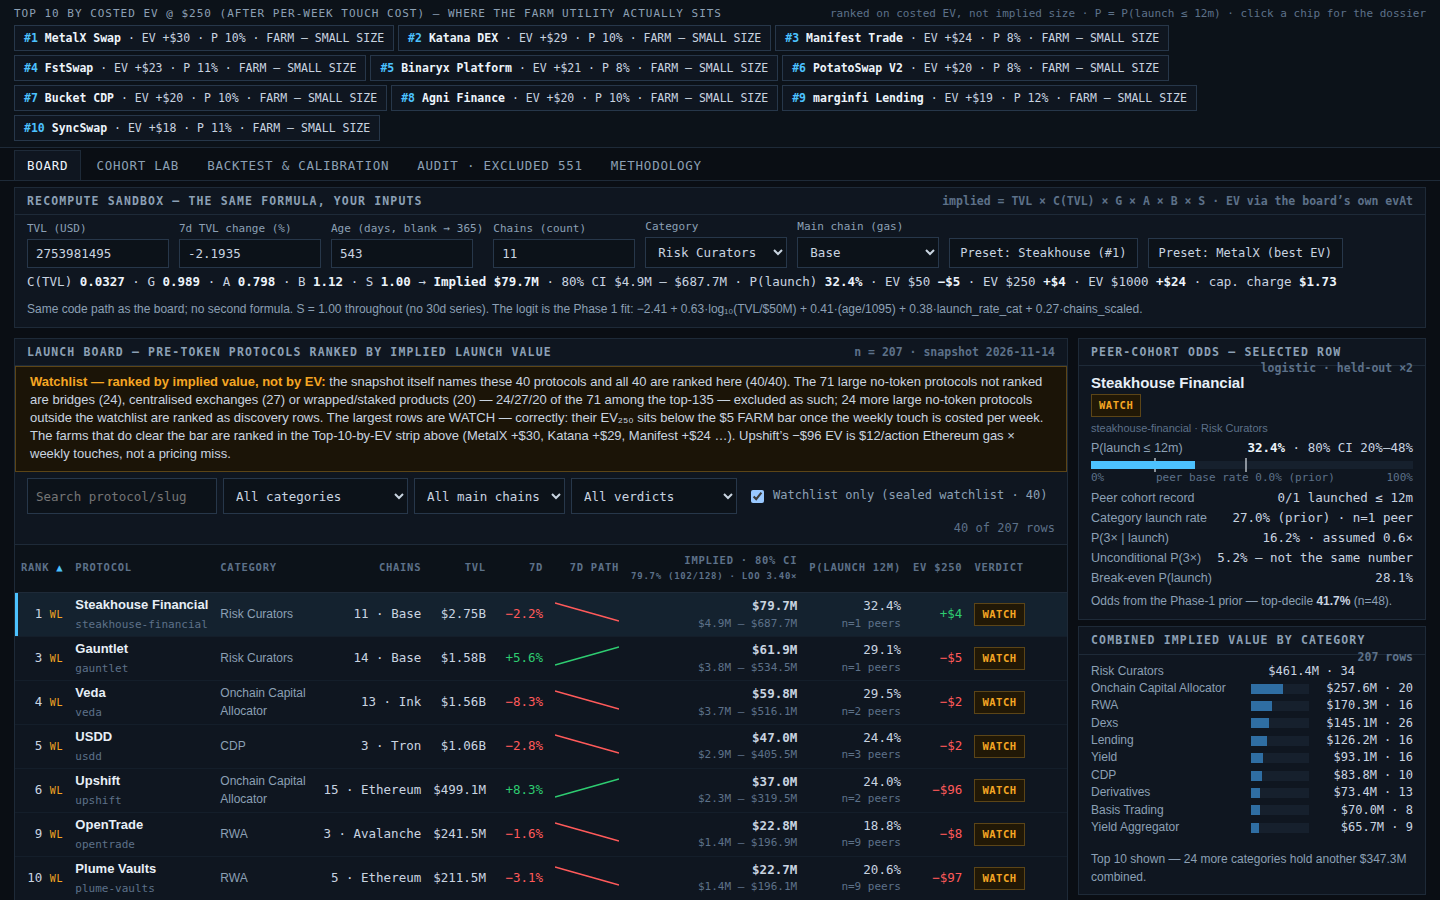 TOP 10 BY COSTED EV @ $250 (AFTER PER-WEEK TOUCH COST) — WHERE THE FARM UTILITY ACTUALLY SITS
ranked on costed EV, not implied size · P = P(launch ≤ 12m) · click a chip for the dossier
#1 MetalX Swap · EV +$30 · P 10% · FARM — SMALL SIZE
#2 Katana DEX · EV +$29 · P 10% · FARM — SMALL SIZE
#3 Manifest Trade · EV +$24 · P 8% · FARM — SMALL SIZE
#4 FstSwap · EV +$23 · P 11% · FARM — SMALL SIZE
#5 Binaryx Platform · EV +$21 · P 8% · FARM — SMALL SIZE
#6 PotatoSwap V2 · EV +$20 · P 8% · FARM — SMALL SIZE
#7 Bucket CDP · EV +$20 · P 10% · FARM — SMALL SIZE
#8 Agni Finance · EV +$20 · P 10% · FARM — SMALL SIZE
#9 marginfi Lending · EV +$19 · P 12% · FARM — SMALL SIZE
#10 SyncSwap · EV +$18 · P 11% · FARM — SMALL SIZE
BOARD COHORT LAB BACKTEST & CALIBRATION AUDIT · EXCLUDED 551 METHODOLOGY
RECOMPUTE SANDBOX — THE SAME FORMULA, YOUR INPUTS
implied = TVL × C(TVL) × G × A × B × S · EV via the board's own evAt
TVL (USD) 7d TVL change (%) Age (days, blank → 365) Chains (count) Category Main chain (gas)
2753981495 -2.1935 543 11 Risk Curators Base Preset: Steakhouse (#1) Preset: MetalX (best EV)
C(TVL) 0.0327 · G 0.989 · A 0.798 · B 1.12 · S 1.00 → Implied $79.7M · 80% CI $4.9M – $687.7M · P(launch) 32.4% · EV $50 −$5 · EV $250 +$4 · EV $1000 +$24 · cap. charge $1.73
Same code path as the board; no second formula. S = 1.00 throughout (no 30d series). The logit is the Phase 1 fit: −2.41 + 0.63·log₁₀(TVL/$50M) + 0.41·(age/1095) + 0.38·launch_rate_cat + 0.27·chains_scaled.
LAUNCH BOARD — PRE-TOKEN PROTOCOLS RANKED BY IMPLIED LAUNCH VALUE
n = 207 · snapshot 2026-11-14
Watchlist — ranked by implied value, not by EV: the snapshot itself names these 40 protocols and all 40 are ranked here (40/40). The 71 large no-token protocols not ranked
are bridges (24), centralised exchanges (27) or wrapped/staked products (20) — 24/27/20 of the 71 among the top-135 — excluded as such; 24 more large no-token protocols
outside the watchlist are ranked as discovery rows. The largest rows are WATCH — correctly: their EV₂₅₀ sits below the $5 FARM bar once the weekly touch is costed per week.
The farms that do clear the bar are ranked in the Top-10-by-EV strip above (MetalX +$30, Katana +$29, Manifest +$24 …). Upshift's −$96 EV is $12/action Ethereum gas ×
weekly touches, not a pricing miss.
Search protocol/slug All categories All main chains All verdicts Watchlist only (sealed watchlist · 40)
40 of 207 rows
RANK ▲ PROTOCOL CATEGORY CHAINS TVL 7D 7D PATH IMPLIED · 80% CI P(LAUNCH 12M) EV $250 VERDICT
79.7% (102/128) · LOO 3.40×
1 WL Steakhouse Financial Risk Curators 11 · Base $2.75B −2.2% $79.7M 32.4% +$4 WATCH
steakhouse-financial $4.9M – $687.7M n=1 peers
3 WL Gauntlet Risk Curators 14 · Base $1.58B +5.6% $61.9M 29.1% −$5 WATCH
gauntlet $3.8M – $534.5M n=1 peers
4 WL Veda Onchain Capital Allocator 13 · Ink $1.56B −8.3% $59.8M 29.5% −$2 WATCH
veda $3.7M – $516.1M n=2 peers
5 WL USDD CDP 3 · Tron $1.06B −2.8% $47.0M 24.4% −$2 WATCH
usdd $2.9M – $405.5M n=3 peers
6 WL Upshift Onchain Capital Allocator 15 · Ethereum $499.1M +8.3% $37.0M 24.0% −$96 WATCH
upshift $2.3M – $319.5M n=2 peers
9 WL OpenTrade RWA 3 · Avalanche $241.5M −1.6% $22.8M 18.8% −$8 WATCH
opentrade $1.4M – $196.9M n=9 peers
10 WL Plume Vaults RWA 5 · Ethereum $211.5M −3.1% $22.7M 20.6% −$97 WATCH
plume-vaults $1.4M – $196.1M n=9 peers
PEER-COHORT ODDS — SELECTED ROW
logistic · held-out ×2
Steakhouse Financial
WATCH
steakhouse-financial · Risk Curators
P(launch ≤ 12m) 32.4% · 80% CI 20%–48%
0% peer base rate 0.0% (prior) 100%
Peer cohort record 0/1 launched ≤ 12m
Category launch rate 27.0% (prior) · n=1 peer
P(3× | launch) 16.2% · assumed 0.6×
Unconditional P(3×) 5.2% — not the same number
Break-even P(launch) 28.1%
Odds from the Phase-1 prior — top-decile 41.7% (n=48).
COMBINED IMPLIED VALUE BY CATEGORY
207 rows
Risk Curators $461.4M · 34
Onchain Capital Allocator $257.6M · 20
RWA $170.3M · 16
Dexs $145.1M · 26
Lending $126.2M · 16
Yield $93.1M · 16
CDP $83.8M · 10
Derivatives $73.4M · 13
Basis Trading $70.0M · 8
Yield Aggregator $65.7M · 9
Top 10 shown — 24 more categories hold another $347.3M
combined.